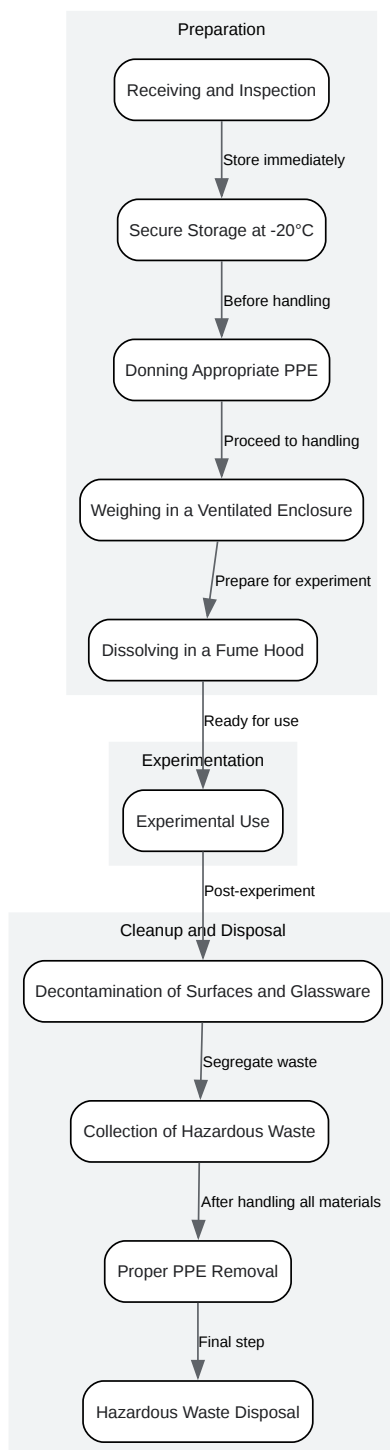 Preparation
Receiving and Inspection
Store immediately
Secure Storage at -20°C
Before handling
Donning Appropriate PPE
Proceed to handling
Weighing in a Ventilated Enclosure
Prepare for experiment
Dissolving in a Fume Hood
Ready for use
Experimentation
Experimental Use
Post-experiment
Cleanup and Disposal
Decontamination of Surfaces and Glassware
Segregate waste
Collection of Hazardous Waste
After handling all materials
Proper PPE Removal
Final step
Hazardous Waste Disposal